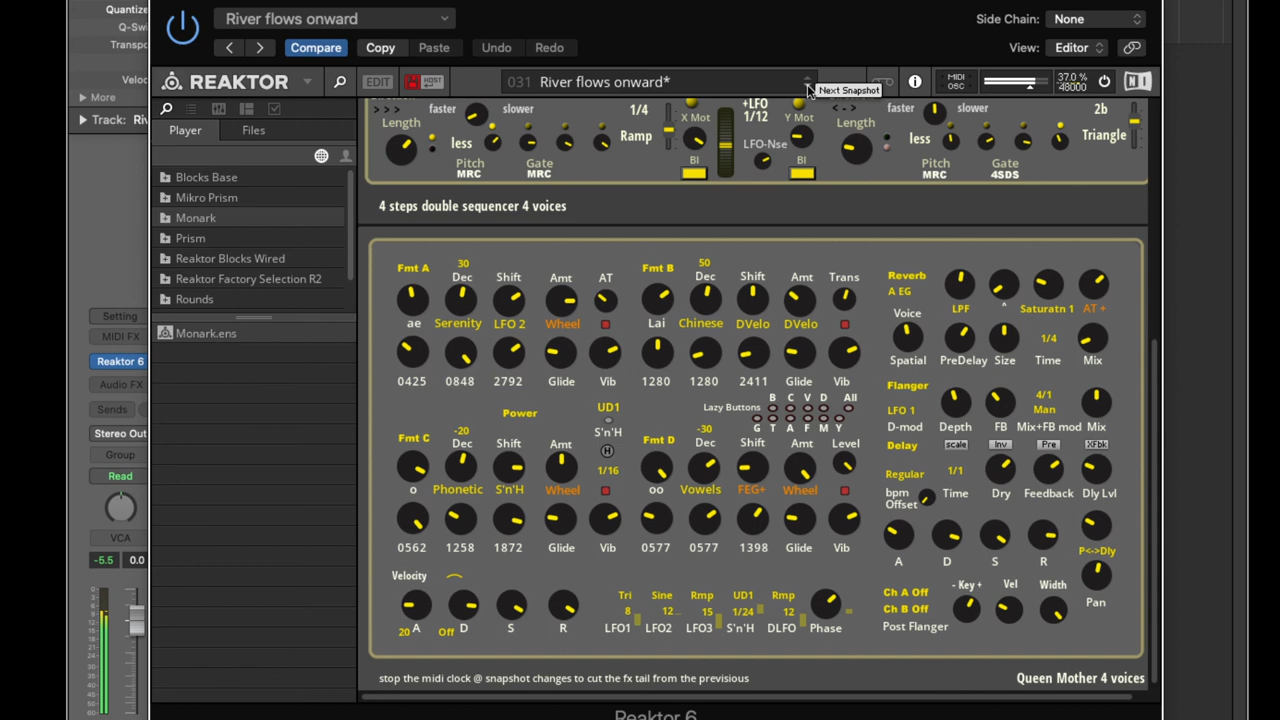 Quantize
Q-Sw
Transpo
Veloc
More
Track: Riv
Setting
MIDI FX
Reaktor 6
Audio FX
Sends
Stereo Out
Group
Read
VCA
-5.5 0.0
River flows onward
Side Chain: None
Compare Copy Paste Undo Redo
View: Editor
REAKTOR EDIT HOST 031 River flows onward* MIDI OSC 37.0 % 48000
Next Snapshot
Player Files
Blocks Base
Mikro Prism
Monark
Prism
Reaktor Blocks Wired
Reaktor Factory Selection R2
Rounds
Monark.ens
> > > faster slower 1/4 +LFO 1/12 < - > faster slower 2b
Length less Ramp X Mot Y Mot LFO-Nse BI BI Length less Triangle
Pitch MRC Gate MRC Pitch MRC Gate 4SDS
4 steps double sequencer 4 voices
Fmt A 30 Dec Shift Amt AT Fmt B 50 Dec Shift Amt Trans
ae Serenity LFO 2 Wheel Lai Chinese DVelo DVelo
0425 0848 2792 Glide Vib 1280 1280 2411 Glide Vib
Reverb
A EG LPF ^ Saturatn 1 AT +
Voice 1/4
Spatial PreDelay Size Time Mix
Power UD1 S'n'H Lazy Buttons B C V D All
G T A F M Y
Flanger
LFO 1 4/1 Man
D-mod Depth FB Mix+FB mod Mix
Fmt C -20 Dec Shift Amt H 1/16 Fmt D -30 Dec Shift Amt Level
o Phonetic S'n'H Wheel oo Vowels FEG+ Wheel
0562 1258 1872 Glide Vib 0577 0577 1398 Glide Vib
Delay scale Inv Pre XFbk
Regular 1/1
bpm Offset Time Dry Feedback Dly Lvl
A D S R P<->Dly
Pan
Velocity
20 A Off D S R
Tri Sine Rmp UD1 Rmp
8 12 15 1/24 12
LFO1 LFO2 LFO3 S'n'H DLFO Phase
Ch A Off - Key + Vel Width
Ch B Off
Post Flanger
stop the midi clock @ snapshot changes to cut the fx tail from the previsious
Queen Mother 4 voices
Reaktor 6